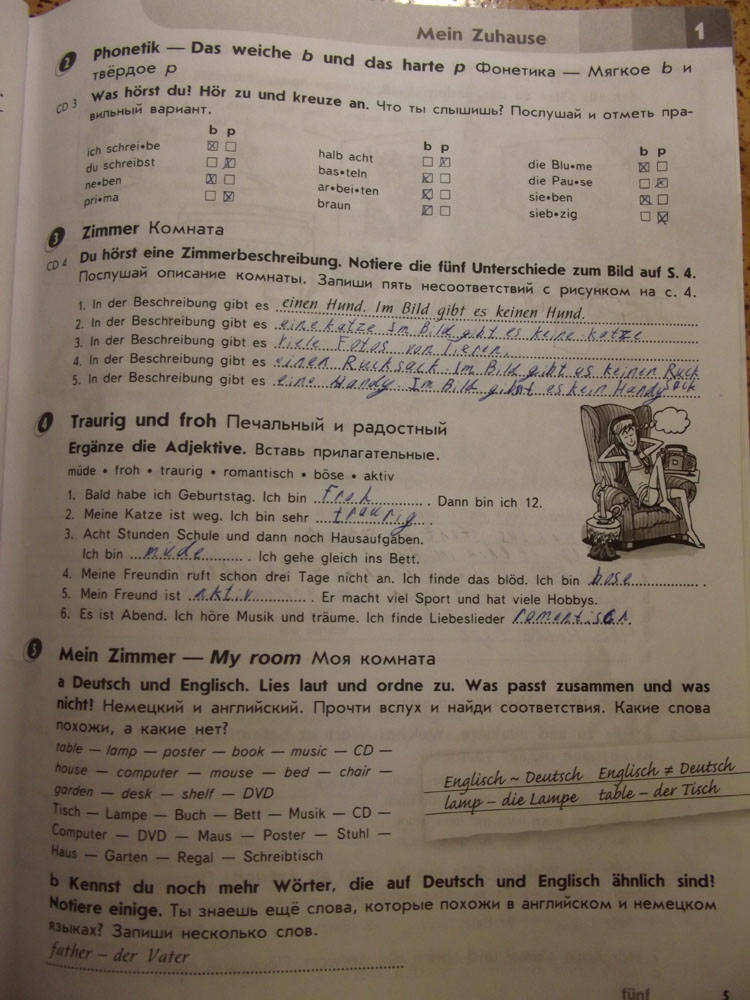 Mein Zuhause 1
2 Phonetik — Das weiche b und das harte p Фонетика — Мягкое b и
твёрдое p
CD 3 Was hörst du? Hör zu und kreuze an. Что ты слышишь? Послушай и отметь пра-
вильный вариант.
b p
ich schrei•be
du schreibst
ne•ben
pri•ma
b p
halb acht
bas•teln
ar•bei•ten
braun
b p
die Blu•me
die Pau•se
sie•ben
sieb•zig
3 Zimmer Комната
CD 4 Du hörst eine Zimmerbeschreibung. Notiere die fünf Unterschiede zum Bild auf S. 4.
Послушай описание комнаты. Запиши пять несоответствий с рисунком на с. 4.
1. In der Beschreibung gibt es einen Hund. Im Bild gibt es keinen Hund.
2. In der Beschreibung gibt es eine katze Im Bild gibt es keine katze
3. In der Beschreibung gibt es viele Fotos von Tieren.
4. In der Beschreibung gibt es einen Rucksack Im Bild gibt es keinen Ruck
sack
5. In der Beschreibung gibt es eine Handy. Im Bild gibt es kein Handy
4 Traurig und froh Печальный и радостный
Ergänze die Adjektive. Вставь прилагательные.
müde • froh • traurig • romantisch • böse • aktiv
1. Bald habe ich Geburtstag. Ich bin froh. Dann bin ich 12.
2. Meine Katze ist weg. Ich bin sehr traurig.
3. Acht Stunden Schule und dann noch Hausaufgaben.
Ich bin mude. Ich gehe gleich ins Bett.
4. Meine Freundin ruft schon drei Tage nicht an. Ich finde das blöd. Ich bin bose.
5. Mein Freund ist aktiv. Er macht viel Sport und hat viele Hobbys.
6. Es ist Abend. Ich höre Musik und träume. Ich finde Liebeslieder romantisch.
5 Mein Zimmer — My room Моя комната
a Deutsch und Englisch. Lies laut und ordne zu. Was passt zusammen und was
nicht? Немецкий и английский. Прочти вслух и найди соответствия. Какие слова
похожи, а какие нет?
table — lamp — poster — book — music — CD —
house — computer — mouse — bed — chair —
garden — desk — shelf — DVD
Tisch — Lampe — Buch — Bett — Musik — CD —
Computer — DVD — Maus — Poster — Stuhl —
Haus — Garten — Regal — Schreibtisch
Englisch ~ Deutsch Englisch ≠ Deutsch
lamp – die Lampe table – der Tisch
b Kennst du noch mehr Wörter, die auf Deutsch und Englisch ähnlich sind?
Notiere einige. Ты знаешь ещё слова, которые похожи в английском и немецком
языках? Запиши несколько слов.
father – der Vater
fünf 5